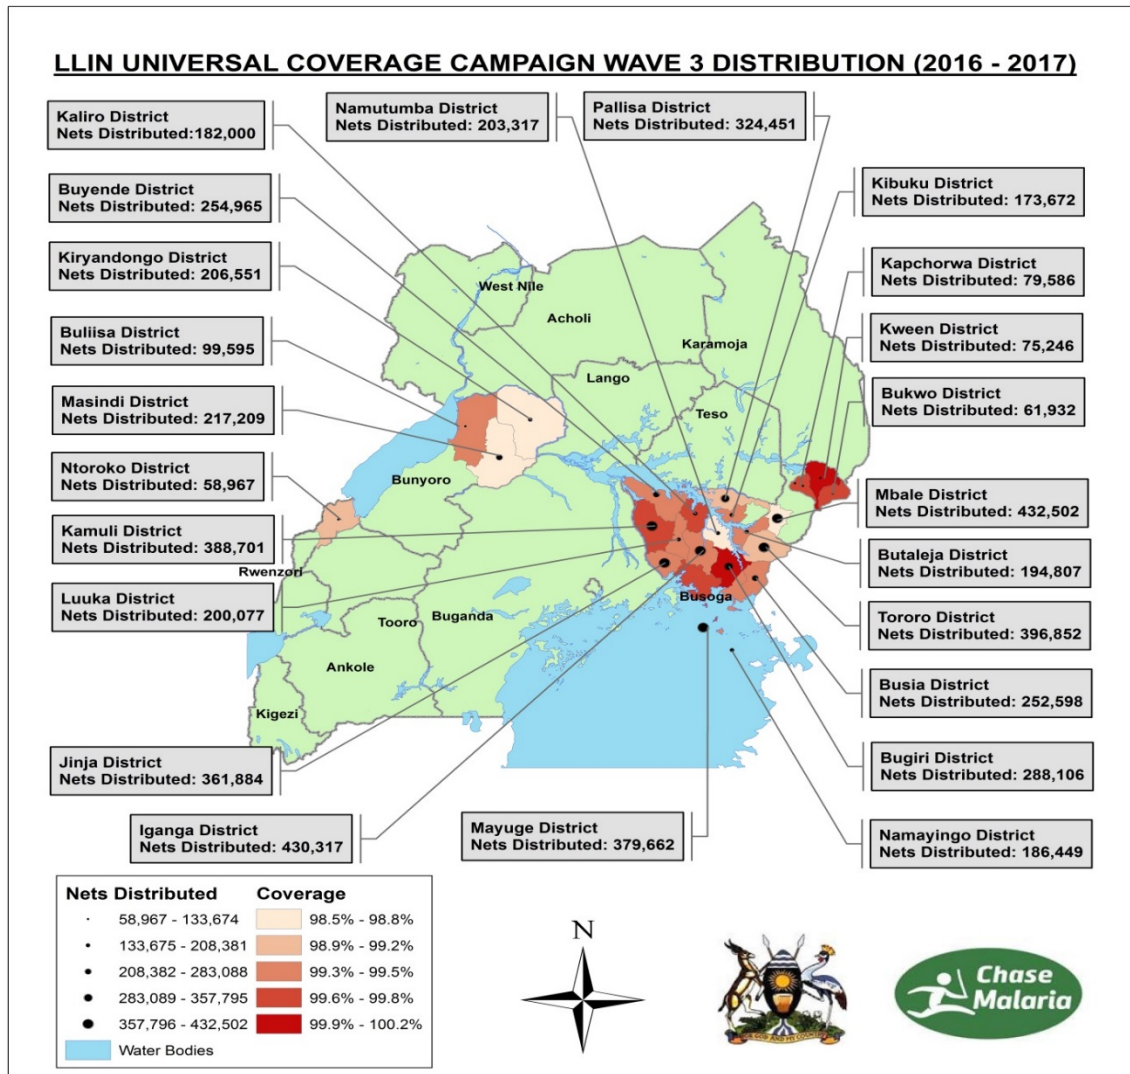 LLIN UNIVERSAL COVERAGE CAMPAIGN WAVE 3 DISTRIBUTION (2016 - 2017)
Kaliro District
Nets Distributed:182,000
Namutumba District
Nets Distributed: 203,317
Pallisa District
Nets Distributed: 324,451
Buyende District
Nets Distributed: 254,965
Kibuku District
Nets Distributed: 173,672
Kiryandongo District
Nets Distributed: 206,551
Kapchorwa District
Nets Distributed: 79,586
Buliisa District
Nets Distributed: 99,595
Kween District
Nets Distributed: 75,246
Masindi District
Nets Distributed: 217,209
Bukwo District
Nets Distributed: 61,932
Ntoroko District
Nets Distributed: 58,967
Mbale District
Nets Distributed: 432,502
Kamuli District
Nets Distributed: 388,701
Butaleja District
Nets Distributed: 194,807
Luuka District
Nets Distributed: 200,077
Tororo District
Nets Distributed: 396,852
Busia District
Nets Distributed: 252,598
Jinja District
Nets Distributed: 361,884
Bugiri District
Nets Distributed: 288,106
Iganga District
Nets Distributed: 430,317
Mayuge District
Nets Distributed: 379,662
Namayingo District
Nets Distributed: 186,449
West Nile
Acholi
Karamoja
Lango
Teso
Bunyoro
Rwenzori
Busoga
Tooro
Buganda
Ankole
Kigezi
Nets Distributed
58,967 - 133,674
133,675 - 208,381
208,382 - 283,088
283,089 - 357,795
357,796 - 432,502
Water Bodies
Coverage
98.5% - 98.8%
98.9% - 99.2%
99.3% - 99.5%
99.6% - 99.8%
99.9% - 100.2%
N
FOR GOD AND MY COUNTRY
Chase
Malaria